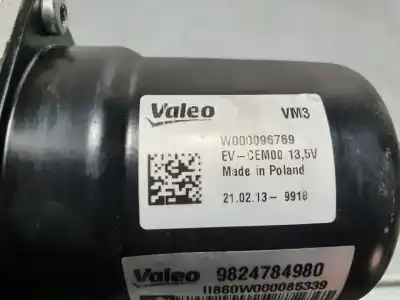 Valeo VM3
W000096769
EV-CEM00 13,5V
Made in Poland
21.02.13- 9918
Valeo 9824784980
II860W000085339